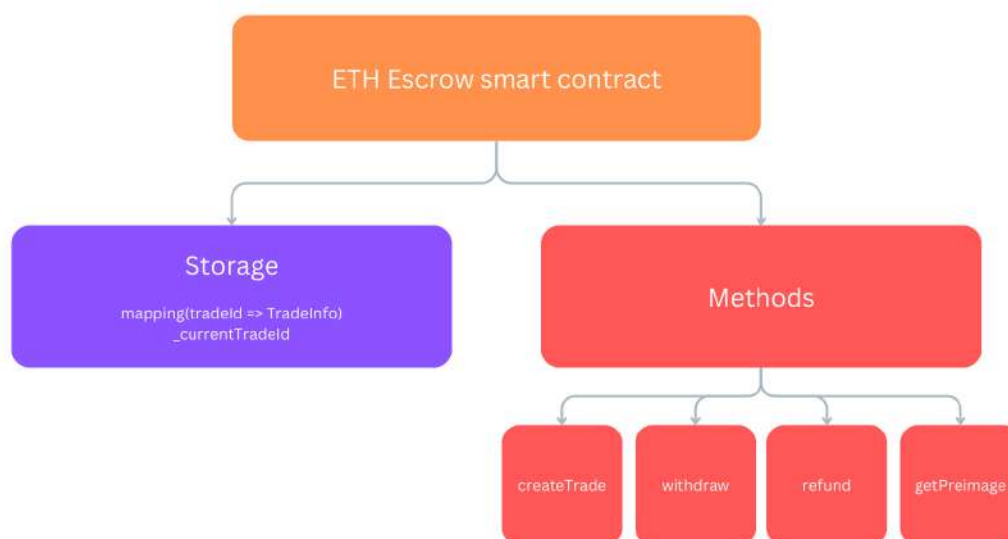 ETH Escrow smart contract
Storage
mapping(tradeId => TradeInfo)
_currentTradeId
Methods
createTrade
withdraw
refund
getPreimage